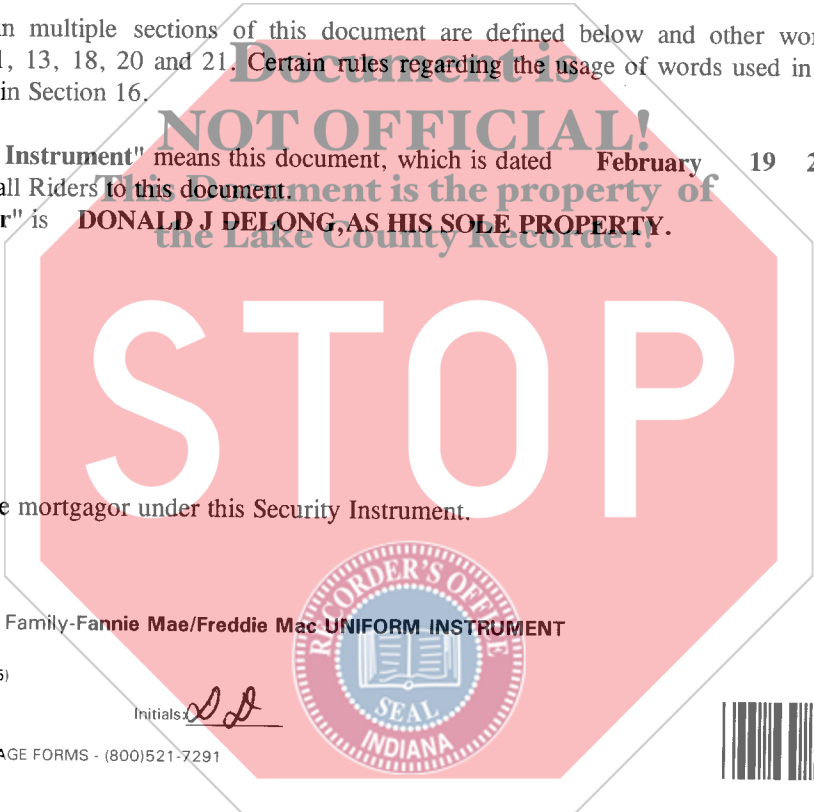 n multiple sections of this document are defined below and other wor
1, 13, 18, 20 and 21. Certain rules regarding the usage of words used in
in Section 16.
Document is
NOT OFFICIAL!
This Document is the property of
the Lake County Recorder!
Instrument" means this document, which is dated February 19 2
all Riders to this document.
r" is DONALD J DELONG, AS HIS SOLE PROPERTY.
STOP
e mortgagor under this Security Instrument.
Family-Fannie Mae/Freddie Mac UNIFORM INSTRUMENT
5)
RECORDER'S OFFICE
SEAL
INDIANA
Initials: DD
AGE FORMS - (800)521-7291